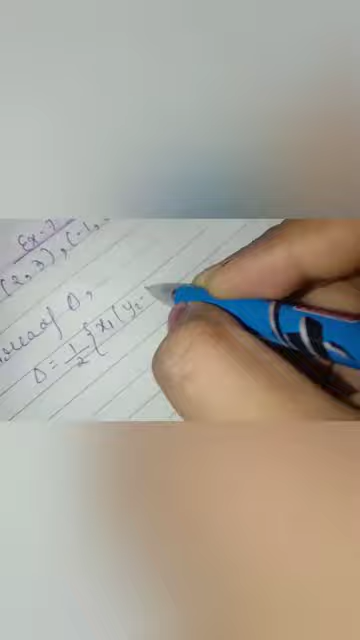 Ex-7
(2,3), (-1,
area of Δ,
Δ = 1/2 { x₁ (y₂-